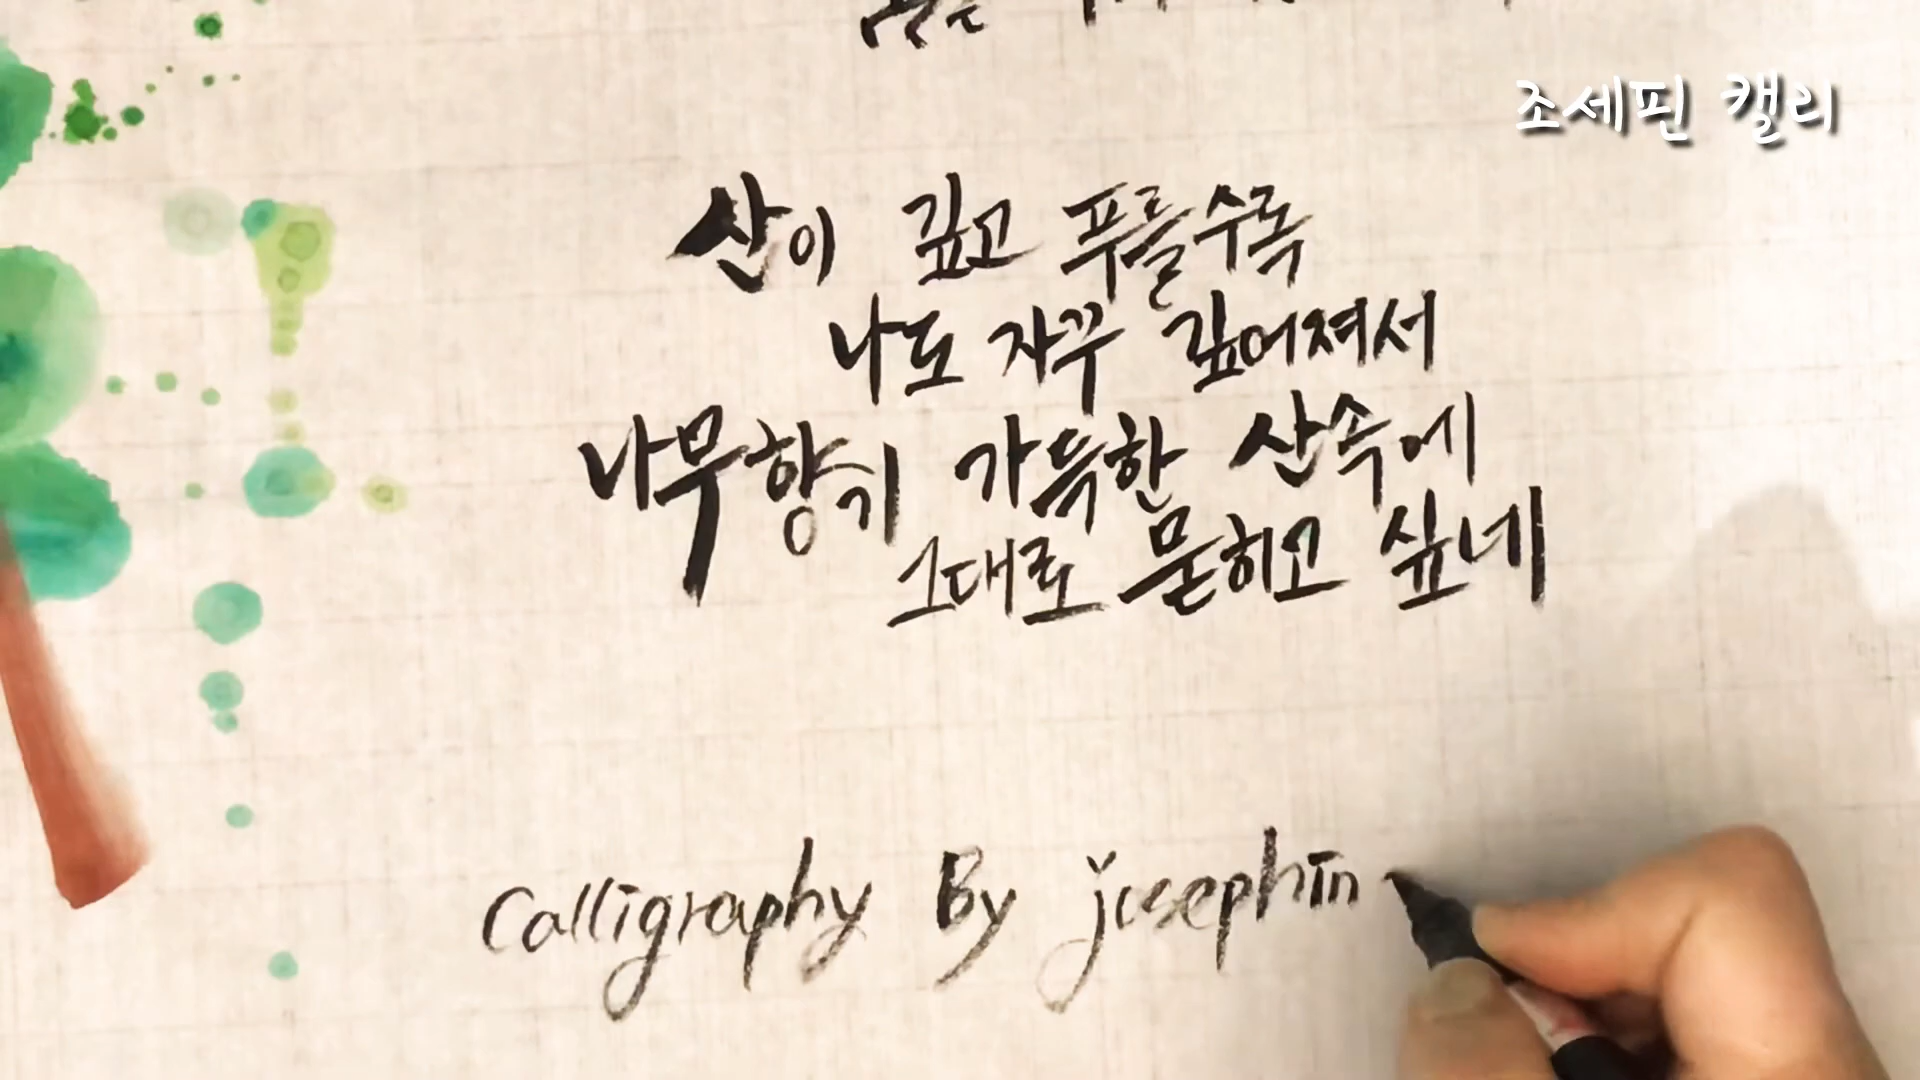 조세핀 캘리
산이 깊고 푸를수록
나도 자꾸 깊어져서
나무향기 가득한 산속에
그대로 묻히고 싶네
Calligraphy By josephin